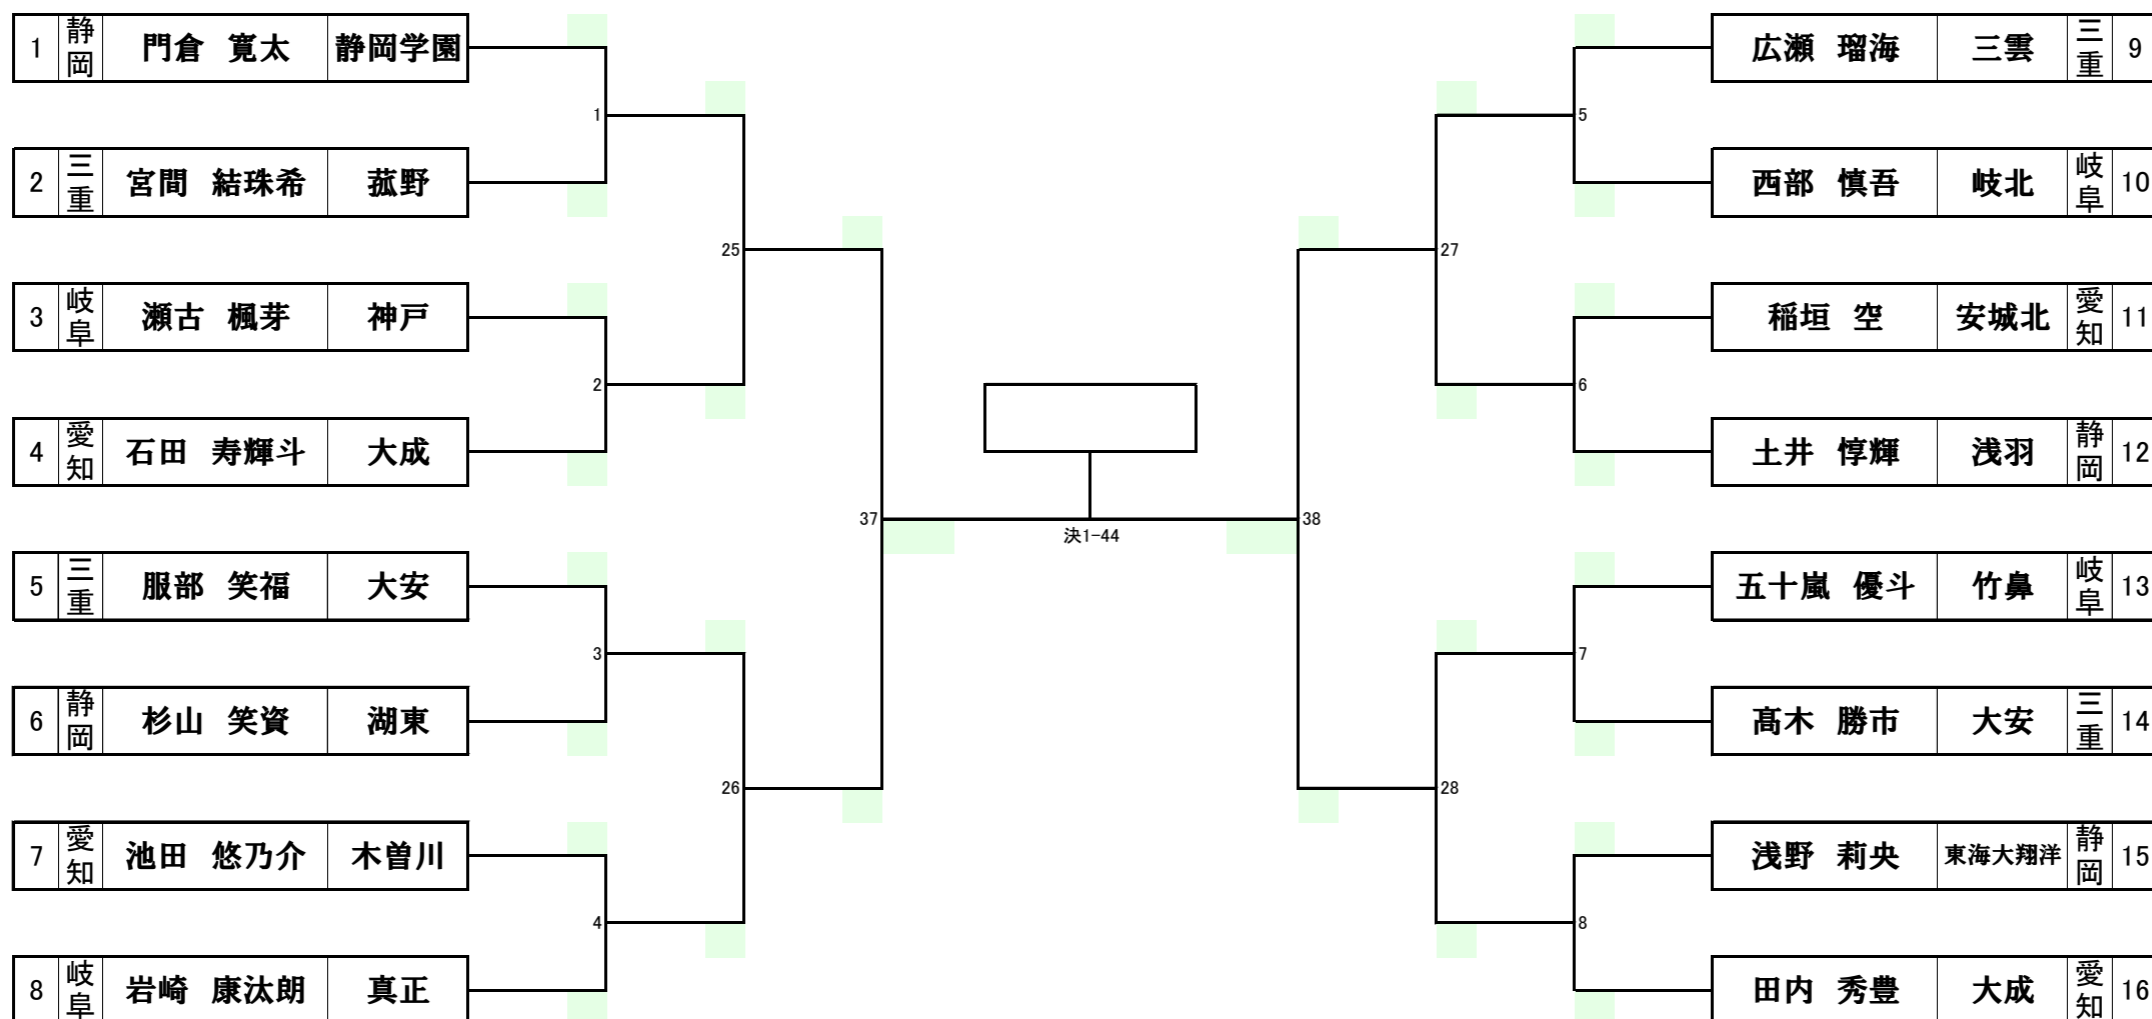 1 静岡 門倉 寛太 静岡学園
2 三重 宮間 結珠希 菰野
3 岐阜 瀬古 楓芽 神戸
4 愛知 石田 寿輝斗 大成
5 三重 服部 笑福 大安
6 静岡 杉山 笑資 湖東
7 愛知 池田 悠乃介 木曽川
8 岐阜 岩崎 康汰朗 真正
1
2
3
4
25
26
37
決1-44
38
27
28
5
6
7
8
広瀬 瑠海 三雲 三重 9
西部 慎吾 岐北 岐阜 10
稲垣 空 安城北 愛知 11
土井 惇輝 浅羽 静岡 12
五十嵐 優斗 竹鼻 岐阜 13
髙木 勝市 大安 三重 14
浅野 莉央 東海大翔洋 静岡 15
田内 秀豊 大成 愛知 16